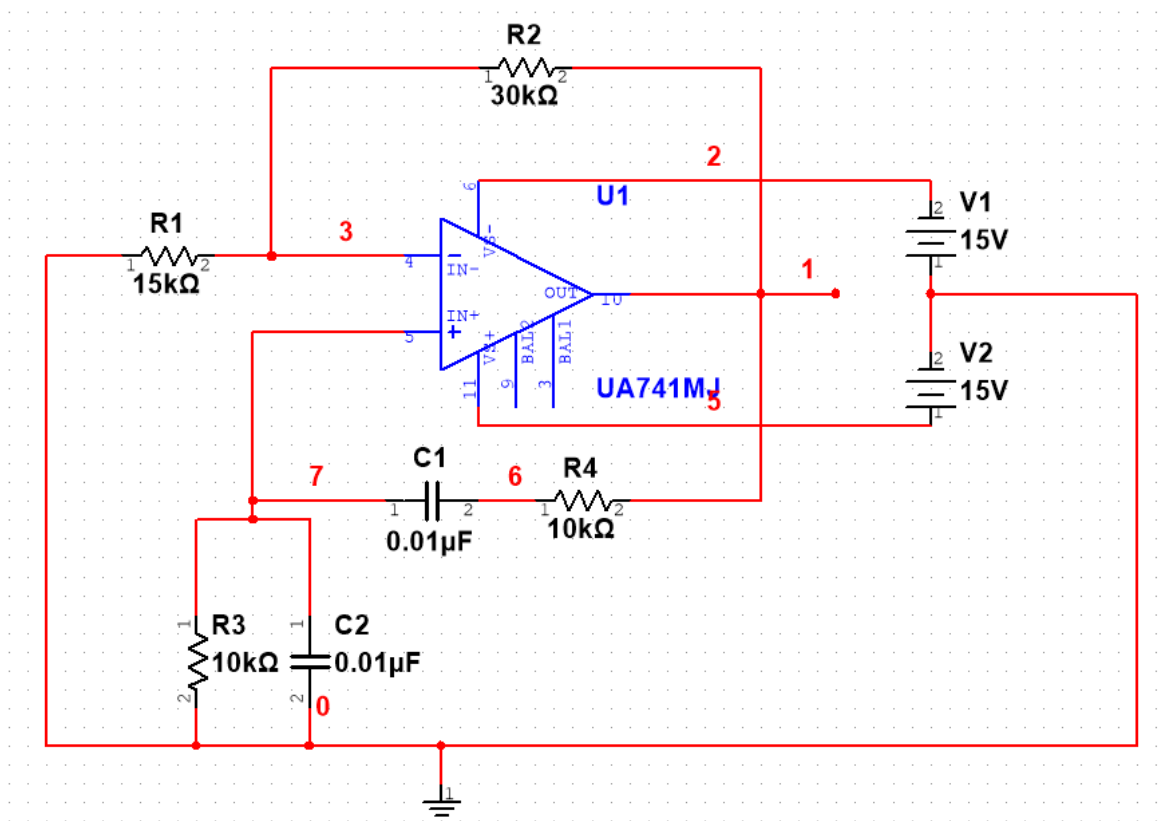 R2
1 2
30kΩ
2
6
U1
V1
2
15V
1
R1
1 2
15kΩ
3
4
IN-
VS-
OUT
10
1
IN+
5
VS+
BAL2
BAL1
11
9
3
UA741MJ
5
V2
2
15V
1
C1
7
1 2
0.01µF
6
R4
1 2
10kΩ
R3
1
10kΩ
2
C2
1
0.01µF
2
0
1